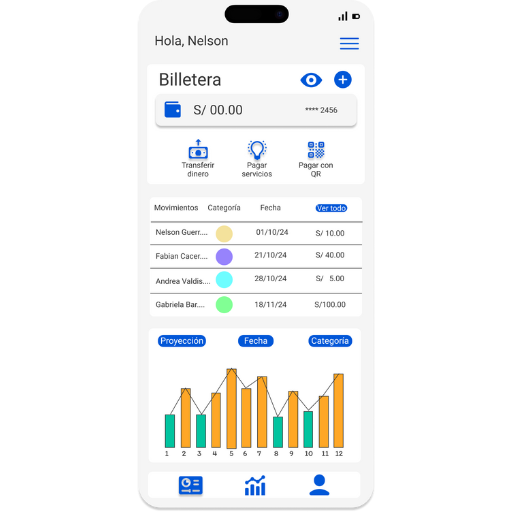 Hola, Nelson
Billetera
S/ 00.00 **** 2456
Transferir dinero
Pagar servicios
Pagar con QR
Movimientos Categoría Fecha Ver todo
Nelson Guerr.... 01/10/24 S/ 10.00
Fabian Cacer.... 21/10/24 S/ 40.00
Andrea Valdis.... 28/10/24 S/ 5.00
Gabriela Bar.... 18/11/24 S/100.00
Proyección Fecha Categoría
1 2 3 4 5 6 7 8 9 10 11 12